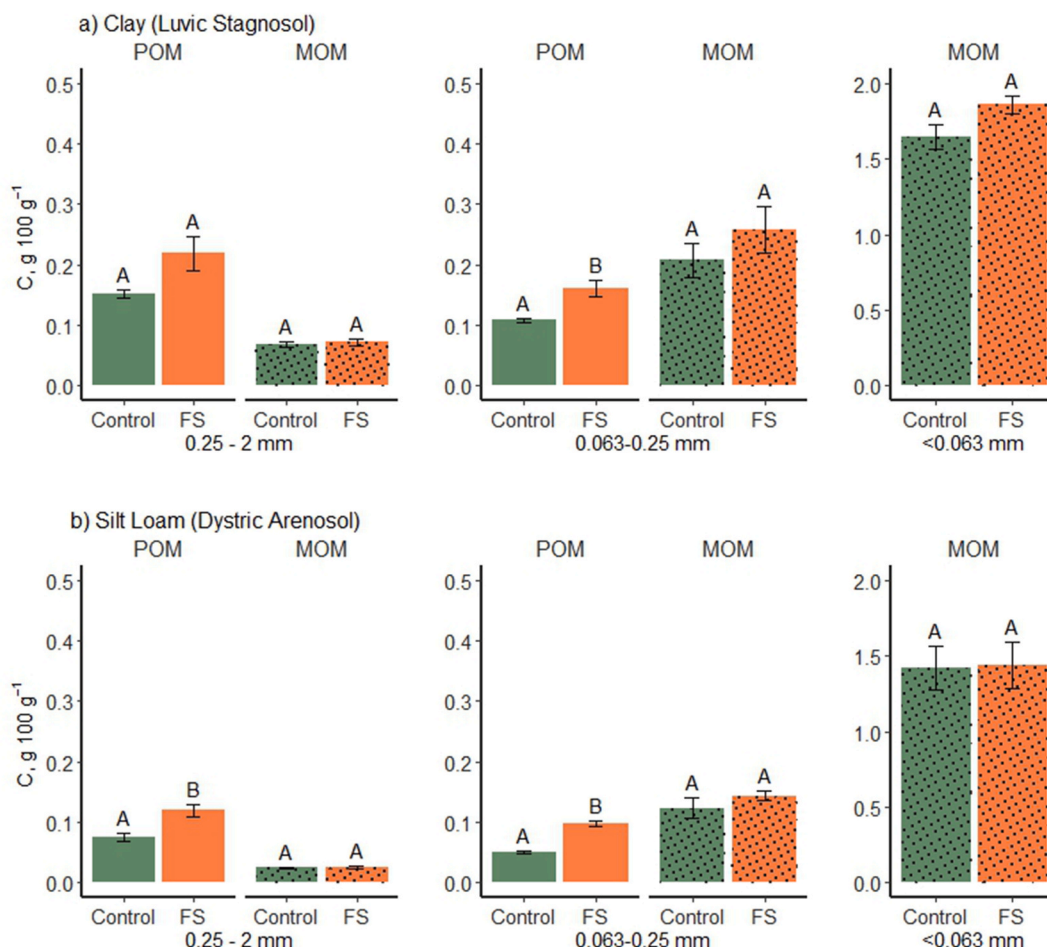 a) Clay (Luvic Stagnosol)
POM MOM POM MOM MOM
C, g 100 g⁻¹
0.5 0.5 2.0
0.4 0.4 1.5
0.3 0.3 1.0
0.2 0.2 0.5
0.1 0.1 0.0
0.0 0.0
A A A A A B A A A A
Control FS Control FS Control FS Control FS Control FS
0.25 - 2 mm 0.063-0.25 mm <0.063 mm
b) Silt Loam (Dystric Arenosol)
POM MOM POM MOM MOM
C, g 100 g⁻¹
0.5 0.5 2.0
0.4 0.4 1.5
0.3 0.3 1.0
0.2 0.2 0.5
0.1 0.1 0.0
0.0 0.0
A B A A A B A A A A
Control FS Control FS Control FS Control FS Control FS
0.25 - 2 mm 0.063-0.25 mm <0.063 mm